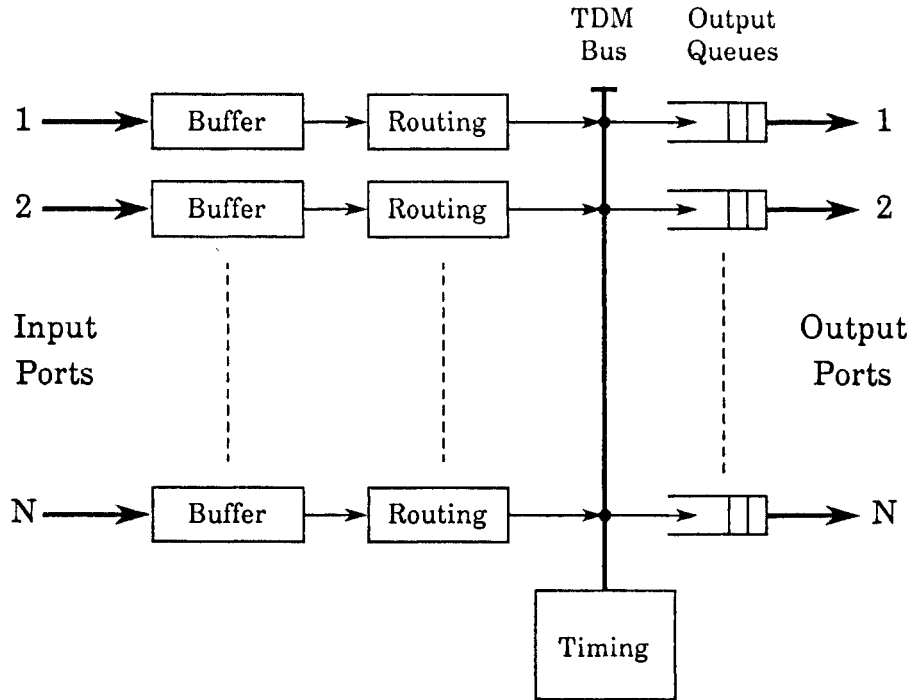 TDM
Bus
Output
Queues
1
Buffer
Routing
1
2
Buffer
Routing
2
Input
Ports
Output
Ports
N
Buffer
Routing
N
Timing